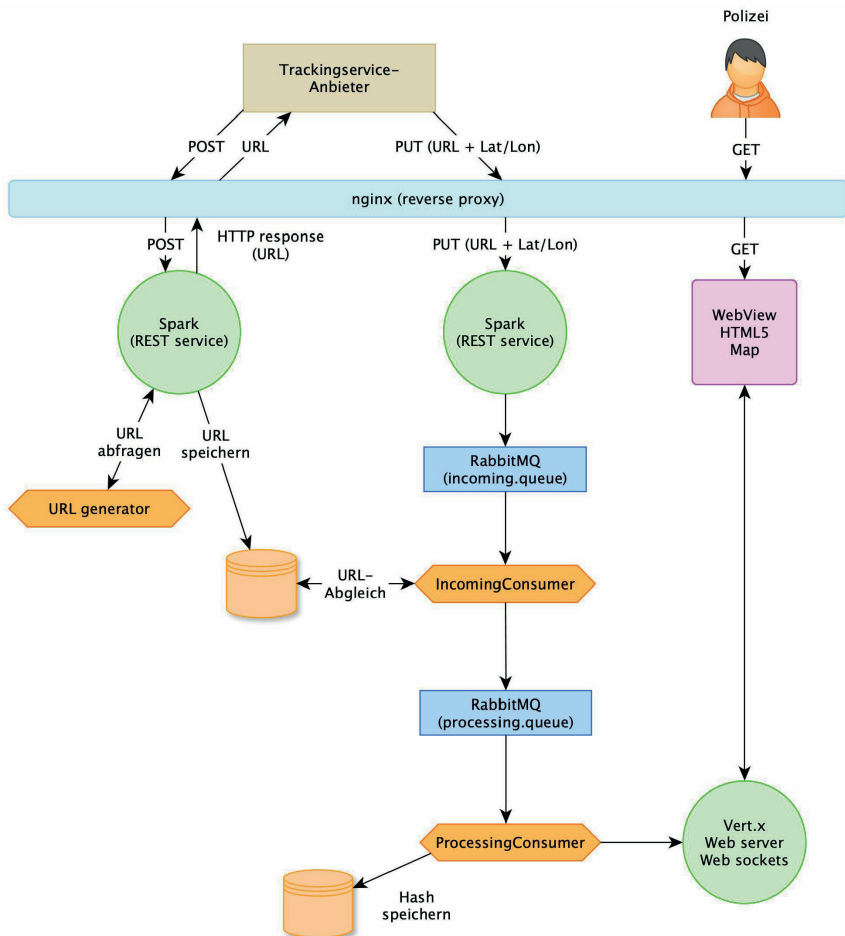 Polizei
Trackingservice-
Anbieter
POST
URL
PUT (URL + Lat/Lon)
GET
nginx (reverse proxy)
POST
HTTP response
(URL)
PUT (URL + Lat/Lon)
GET
Spark
(REST service)
Spark
(REST service)
WebView
HTML5
Map
URL
abfragen
URL
speichern
RabbitMQ
(incoming.queue)
URL generator
URL-
Abgleich
IncomingConsumer
RabbitMQ
(processing.queue)
ProcessingConsumer
Vert.x
Web server
Web sockets
Hash
speichern